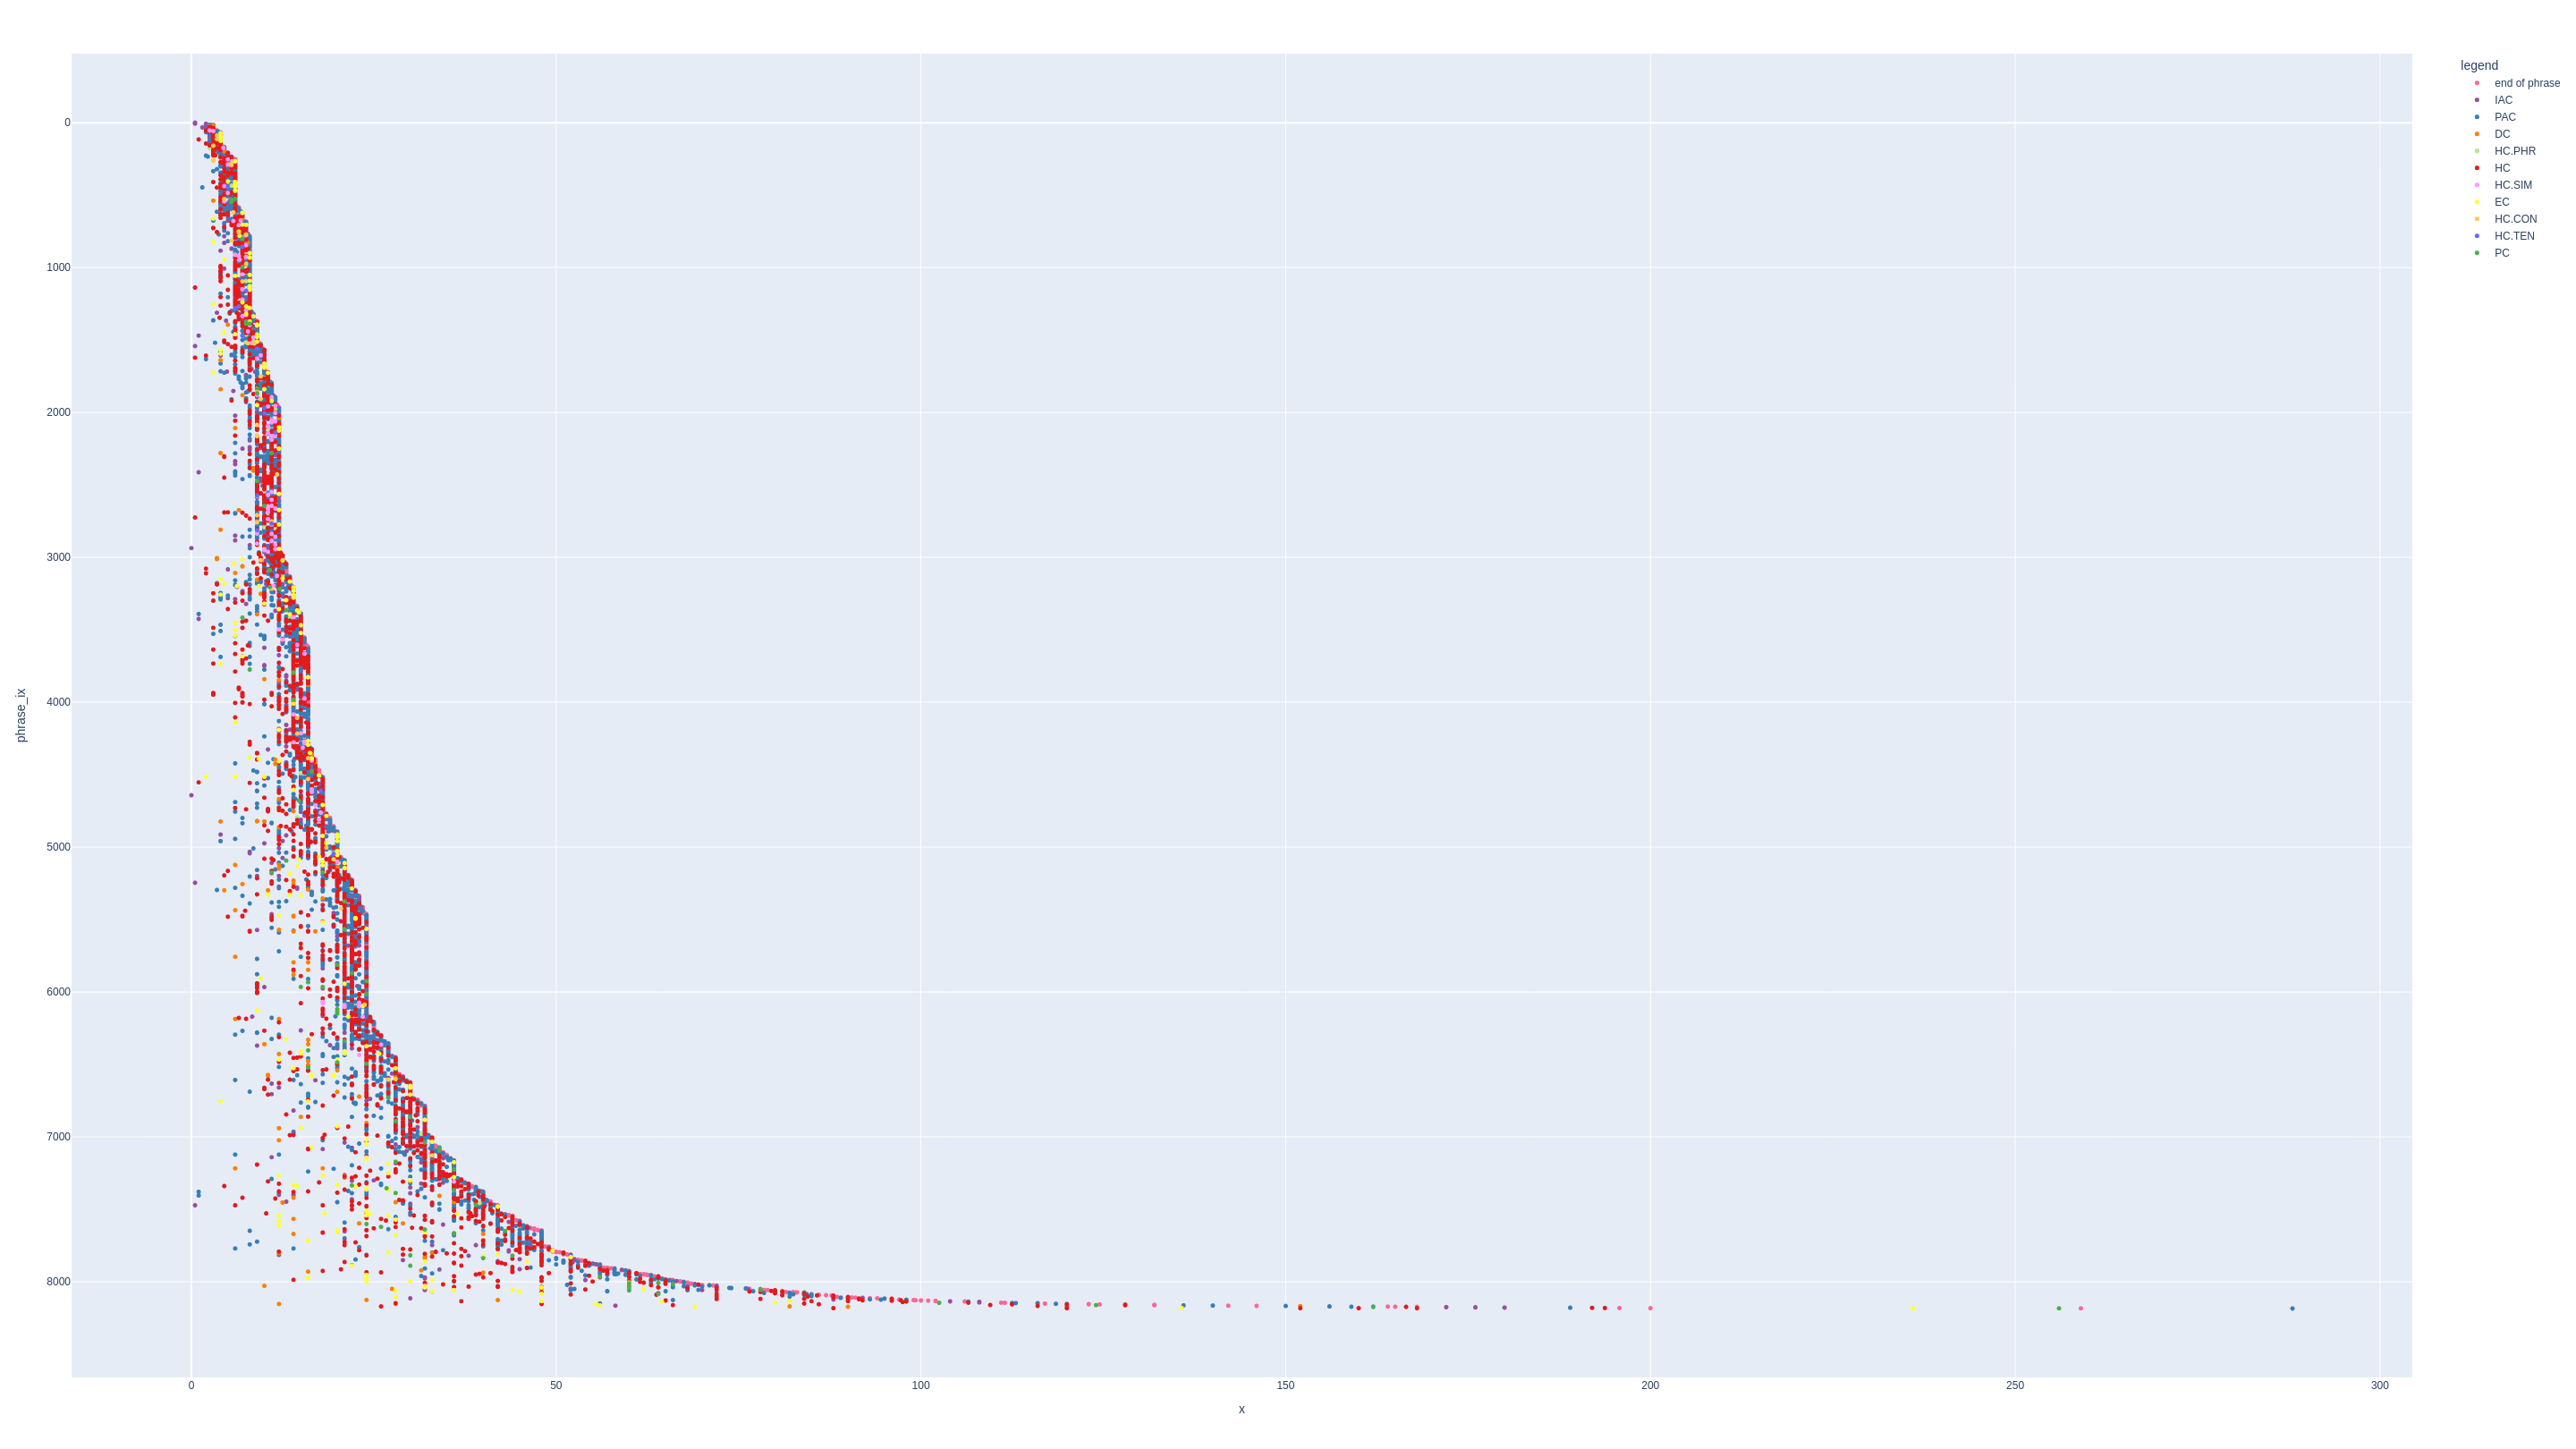 legend
end of phrase
IAC
PAC
DC
HC.PHR
HC
HC.SIM
EC
HC.CON
HC.TEN
PC
phrase_ix
0
1000
2000
3000
4000
5000
6000
7000
8000
0
50
100
150
200
250
300
x